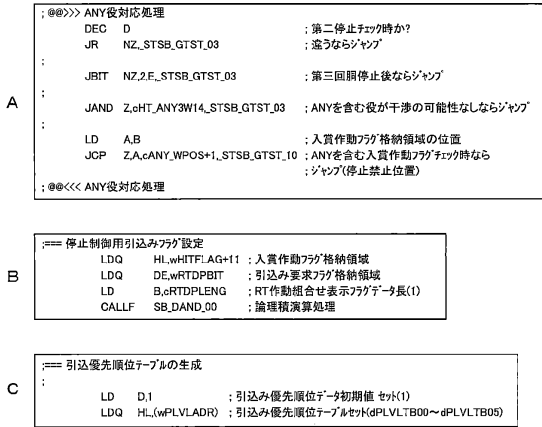 ;@@>>> ANY役対応処理
DEC D ;第二停止チェック時か?
JR NZ,_STSB_GTST_03 ;違うならジャンプ
;
JBIT NZ,2,E,_STSB_GTST_03 ;第三回胴停止後ならジャンプ
;
A
JAND Z,cHT_ANY3W14,_STSB_GTST_03 ;ANYを含む役が干渉の可能性なしならジャンプ
;
LD A,B ;入賞作動フラグ格納領域の位置
JCP Z,A,cANY_WPOS+1,_STSB_GTST_10 ;ANYを含む入賞作動フラグチェック時なら
;ジャンプ(停止禁止位置)
;@@<<< ANY役対応処理
;=== 停止制御用引込みフラグ設定
LDQ HL,wHITFLAG+11 ;入賞作動フラグ格納領域
B
LDQ DE,wRTDPBIT ;引込み要求フラグ格納領域
LD B,cRTDPLENG ;RT作動組合せ表示フラグデータ長(1)
CALLF SB_DAND_00 ;論理積演算処理
;=== 引込み優先順位テーブルの生成
;
C
LD D,1 ;引込み優先順位データ初期値 セット(1)
LDQ HL,(wPLVLADR) ;引込み優先順位テーブルセット(dPLVLTB00～dPLVLTB05)